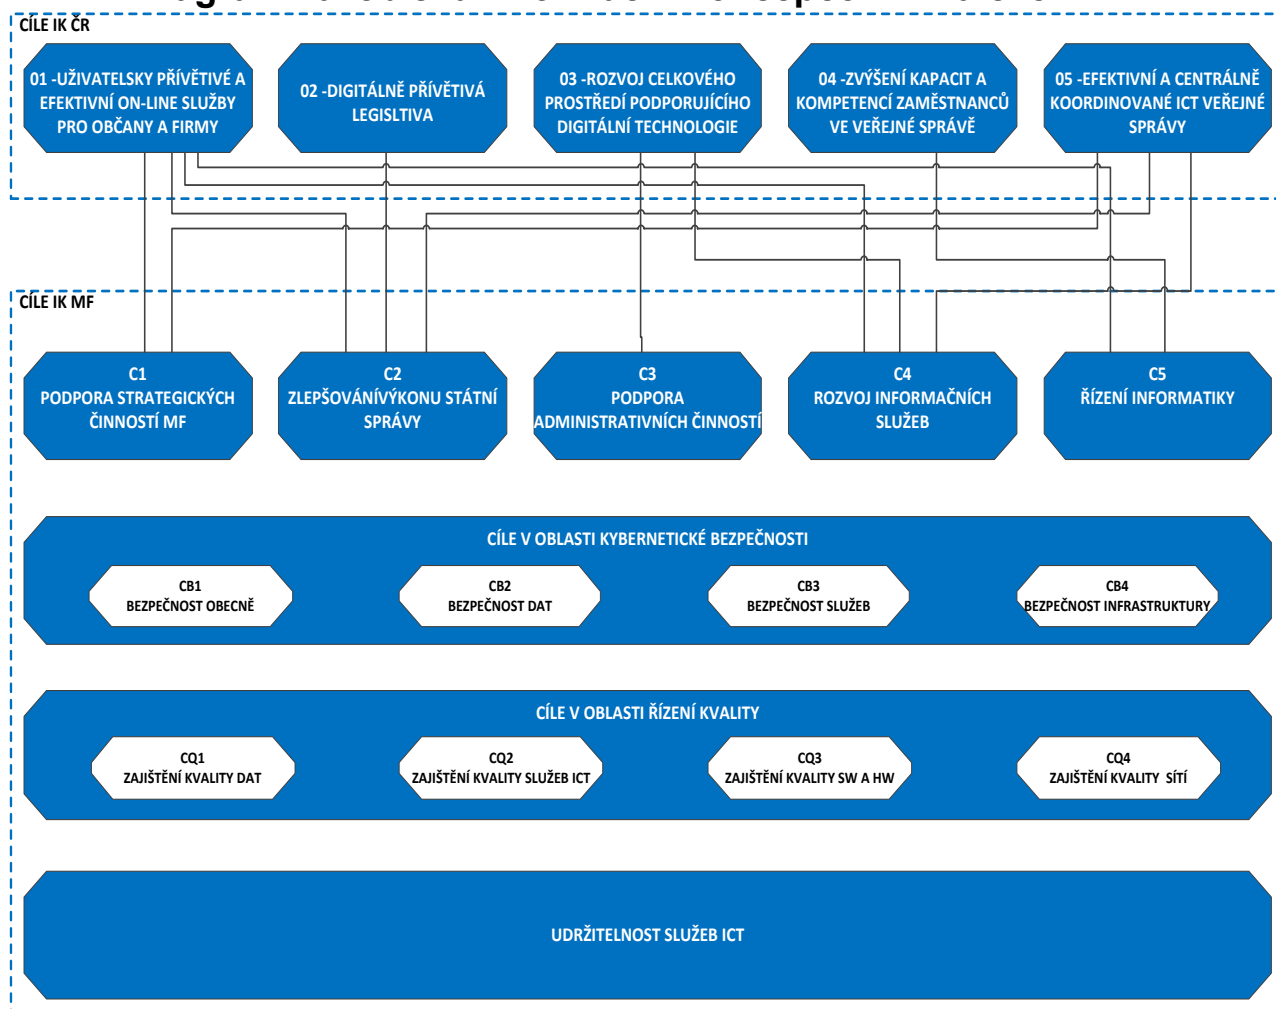 CÍLE IK ČR
01 -UŽIVATELSKY PŘÍVĚTIVÉ A
EFEKTIVNÍ ON-LINE SLUŽBY
PRO OBČANY A FIRMY
02 -DIGITÁLNĚ PŘÍVĚTIVÁ
LEGISLTIVA
03 -ROZVOJ CELKOVÉHO
PROSTŘEDÍ PODPORUJÍCÍHO
DIGITÁLNÍ TECHNOLOGIE
04 -ZVÝŠENÍ KAPACIT A
KOMPETENCÍ ZAMĚSTNANCŮ
VE VEŘEJNÉ SPRÁVĚ
05 -EFEKTIVNÍ A CENTRÁLNĚ
KOORDINOVANÉ ICT VEŘEJNÉ
SPRÁVY
CÍLE IK MF
C1
PODPORA STRATEGICKÝCH
ČINNOSTÍ MF
C2
ZLEPŠOVÁNÍVÝKONU STÁTNÍ
SPRÁVY
C3
PODPORA
ADMINISTRATIVNÍCH ČINNOSTÍ
C4
ROZVOJ INFORMAČNÍCH
SLUŽEB
C5
ŘÍZENÍ INFORMATIKY
CÍLE V OBLASTI KYBERNETICKÉ BEZPEČNOSTI
CB1
BEZPEČNOST OBECNĚ
CB2
BEZPEČNOST DAT
CB3
BEZPEČNOST SLUŽEB
CB4
BEZPEČNOST INFRASTRUKTURY
CÍLE V OBLASTI ŘÍZENÍ KVALITY
CQ1
ZAJIŠTĚNÍ KVALITY DAT
CQ2
ZAJIŠTĚNÍ KVALITY SLUŽEB ICT
CQ3
ZAJIŠTĚNÍ KVALITY SW A HW
CQ4
ZAJIŠTĚNÍ KVALITY  SÍTÍ
UDRŽITELNOST SLUŽEB ICT